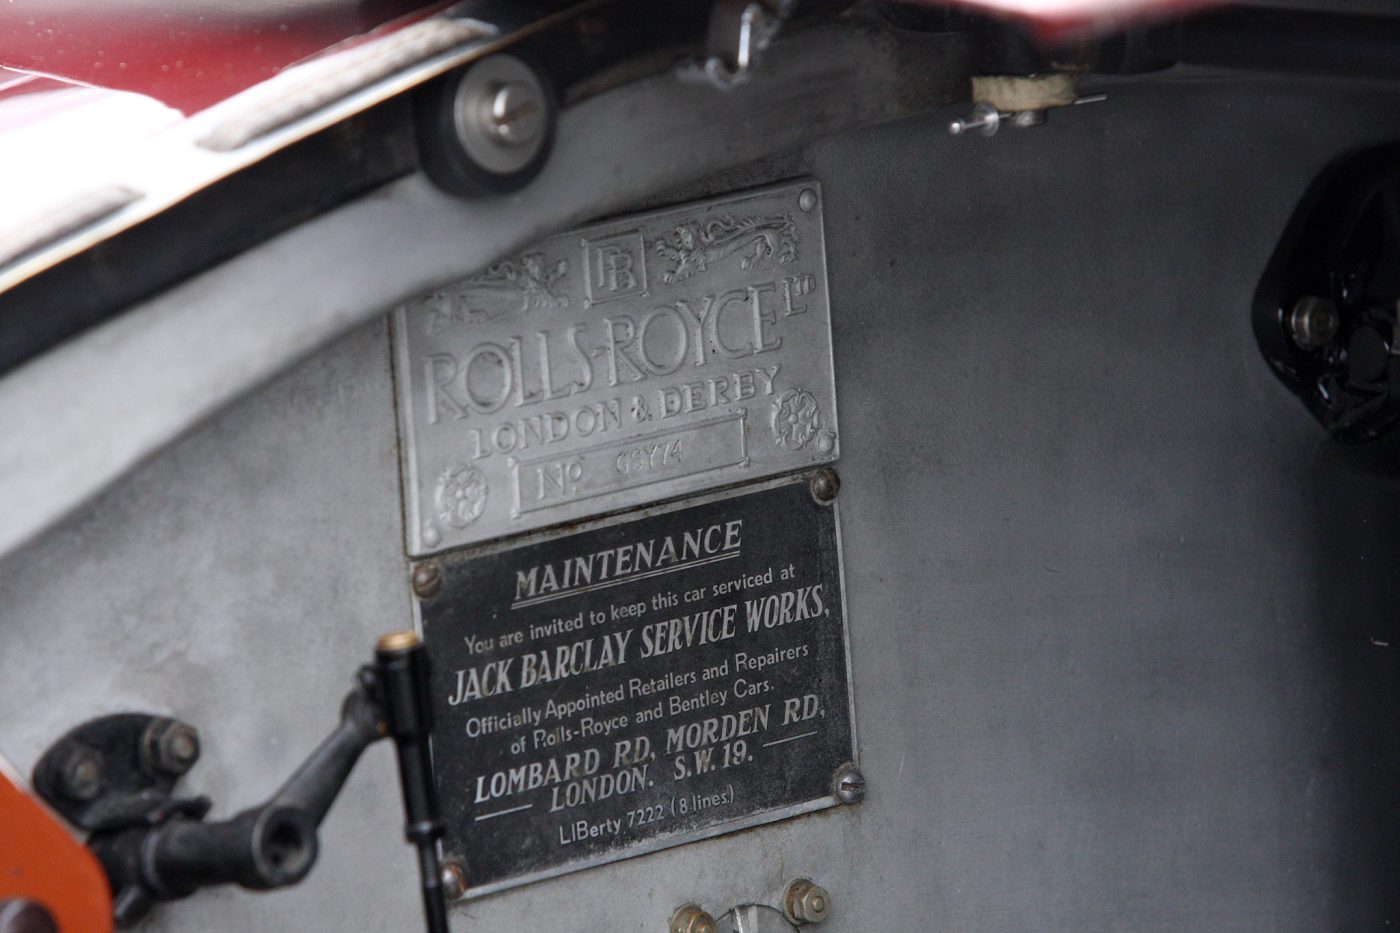 RR
ROLLS-ROYCE LTD
LONDON & DERBY
No. GSY74
MAINTENANCE
You are invited to keep this car serviced at
JACK BARCLAY SERVICE WORKS,
Officially Appointed Retailers and Repairers
of Rolls-Royce and Bentley Cars.
LOMBARD RD, MORDEN RD,
LONDON. S.W.19.
LIBerty 7222 (8 lines)